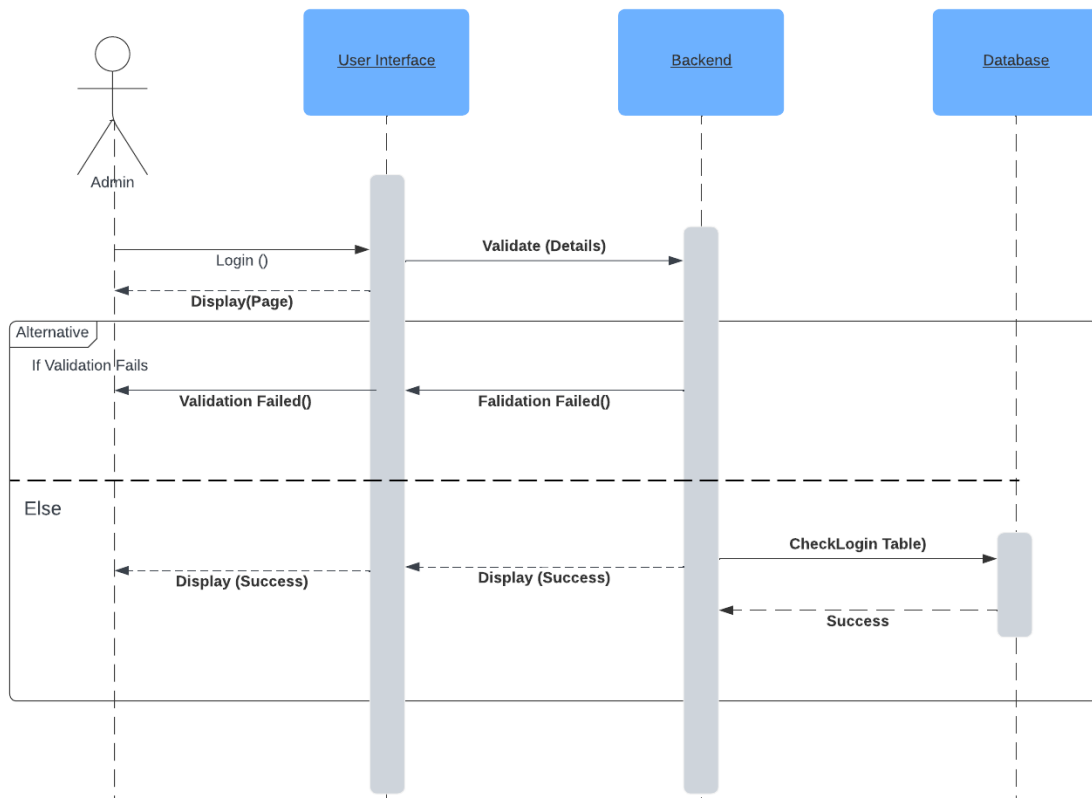 User Interface
Backend
Database
Admin
Validate (Details)
Login ()
Display(Page)
Alternative
If Validation Fails
Validation Failed()
Falidation Failed()
Else
CheckLogin Table)
Display (Success)
Display (Success)
Success